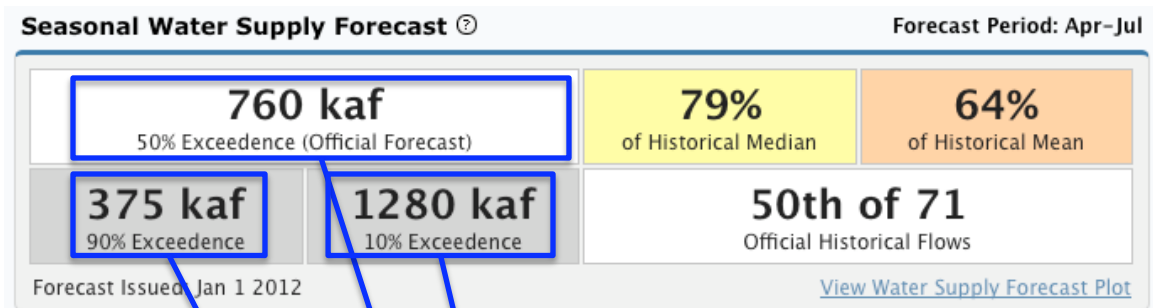 Seasonal Water Supply Forecast ?
Forecast Period: Apr-Jul
760 kaf
50% Exceedence (Official Forecast)
79%
of Historical Median
64%
of Historical Mean
375 kaf
90% Exceedence
1280 kaf
10% Exceedence
50th of 71
Official Historical Flows
Forecast Issued: Jan 1 2012
View Water Supply Forecast Plot